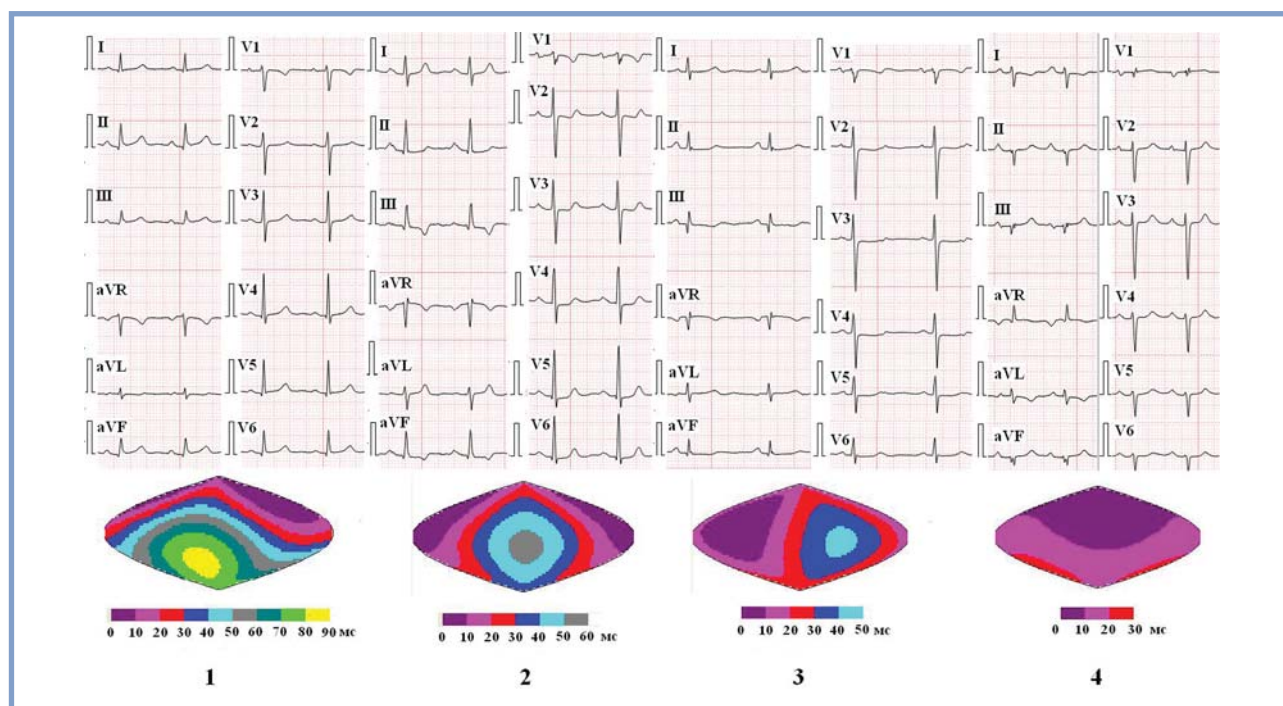 I V1 I V1 I V1 I V1
II V2 II V2 II V2 II V2
III V3 III V3 III V3 III V3
aVR V4 aVR V4 aVR V4 aVR V4
aVL V5 aVL V5 aVL V5 aVL V5
aVF V6 aVF V6 aVF V6 aVF V6
0 10 20 30 40 50 60 70 80 90 мс
0 10 20 30 40 50 60 мс
0 10 20 30 40 50 мс
0 10 20 30 мс
1 2 3 4